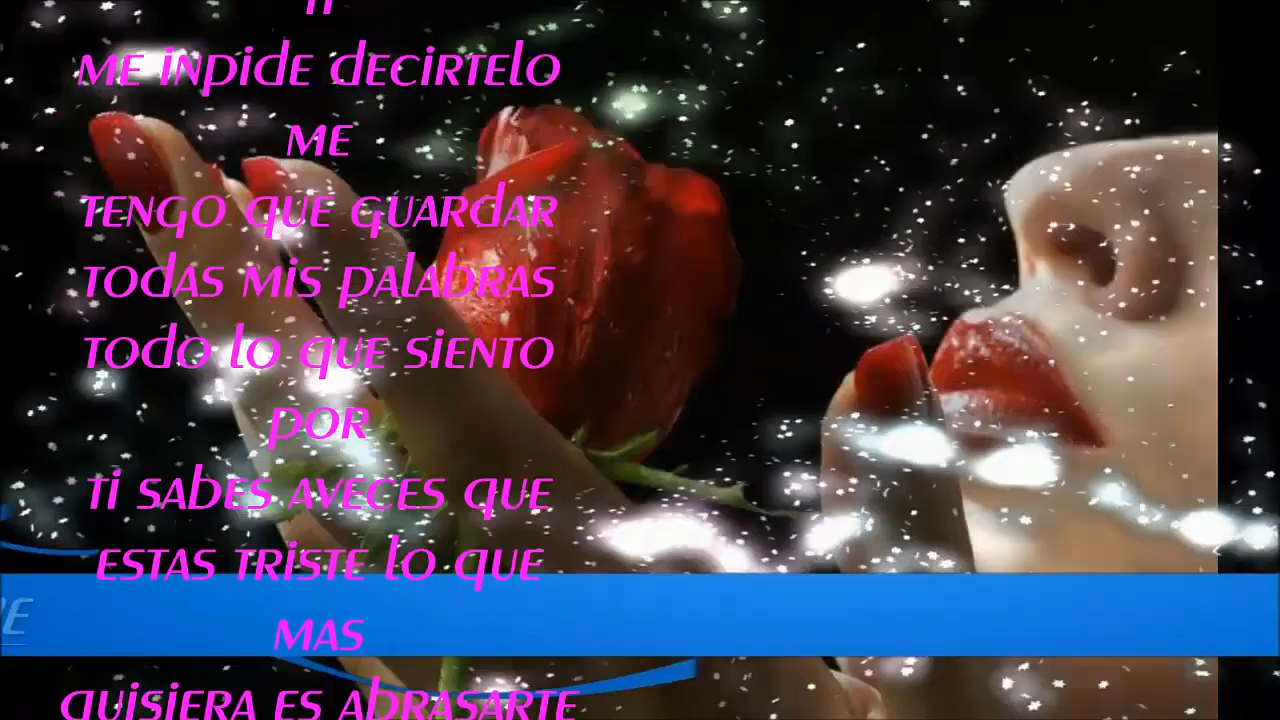 ME iNpidE dECiRTElo
ME
TENGO quE GUARdAR
TOdAS MiS pAlAbRAS
TOdO lo quE SiENTO
pOR
Ti SAbES AVECES quE
ESTAS TRiSTE lo quE
MAS
quiSiERA ES AbRASARTE